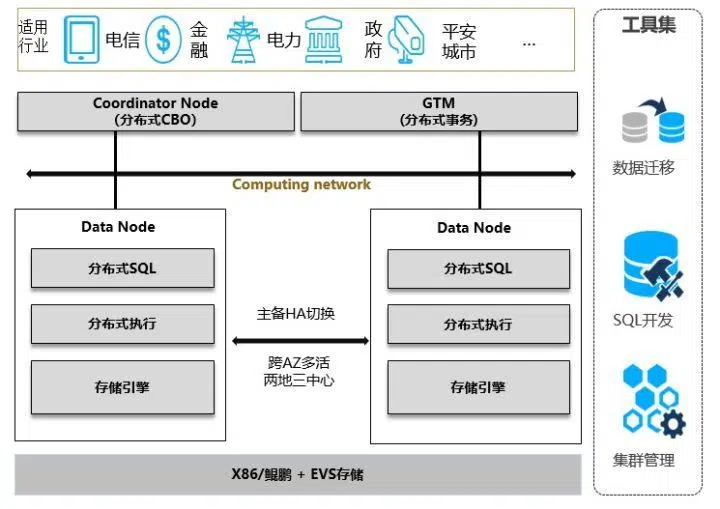 适用
行业
电信
金
融
电力
政
府
平安
城市
...
Coordinator Node
(分布式CBO)
GTM
(分布式事务)
Computing network
Data Node
分布式SQL
分布式执行
存储引擎
主备HA切换
跨AZ多活
两地三中心
Data Node
分布式SQL
分布式执行
存储引擎
X86/鲲鹏 + EVS存储
工具集
数据迁移
SQL开发
集群管理